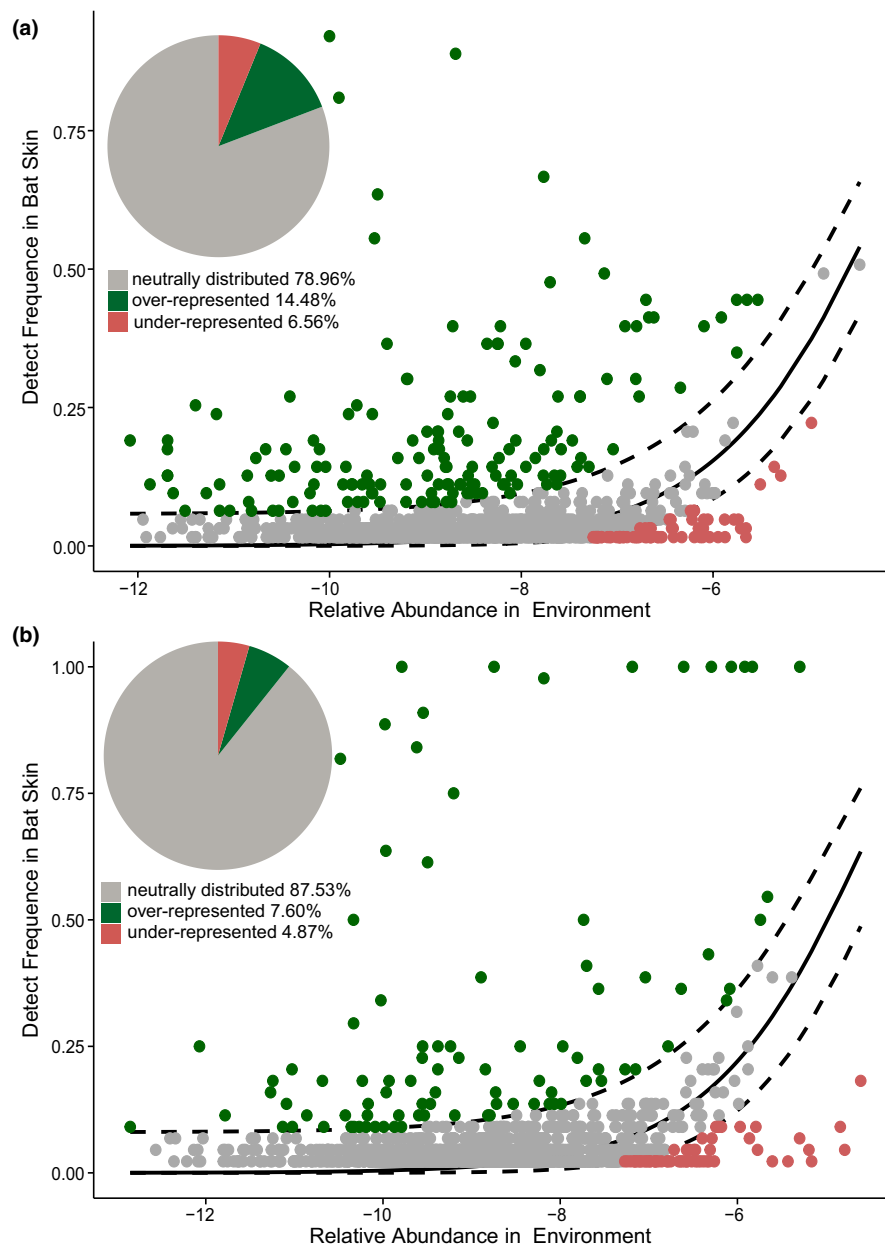 (a)
Detect Frequence in Bat Skin
0.75
0.50
0.25
0.00
neutrally distributed 78.96%
over-represented 14.48%
under-represented 6.56%
−12
−10
−8
−6
Relative Abundance in Environment
(b)
Detect Frequence in Bat Skin
1.00
0.75
0.50
0.25
0.00
neutrally distributed 87.53%
over-represented 7.60%
under-represented 4.87%
−12
−10
−8
−6
Relative Abundance in Environment